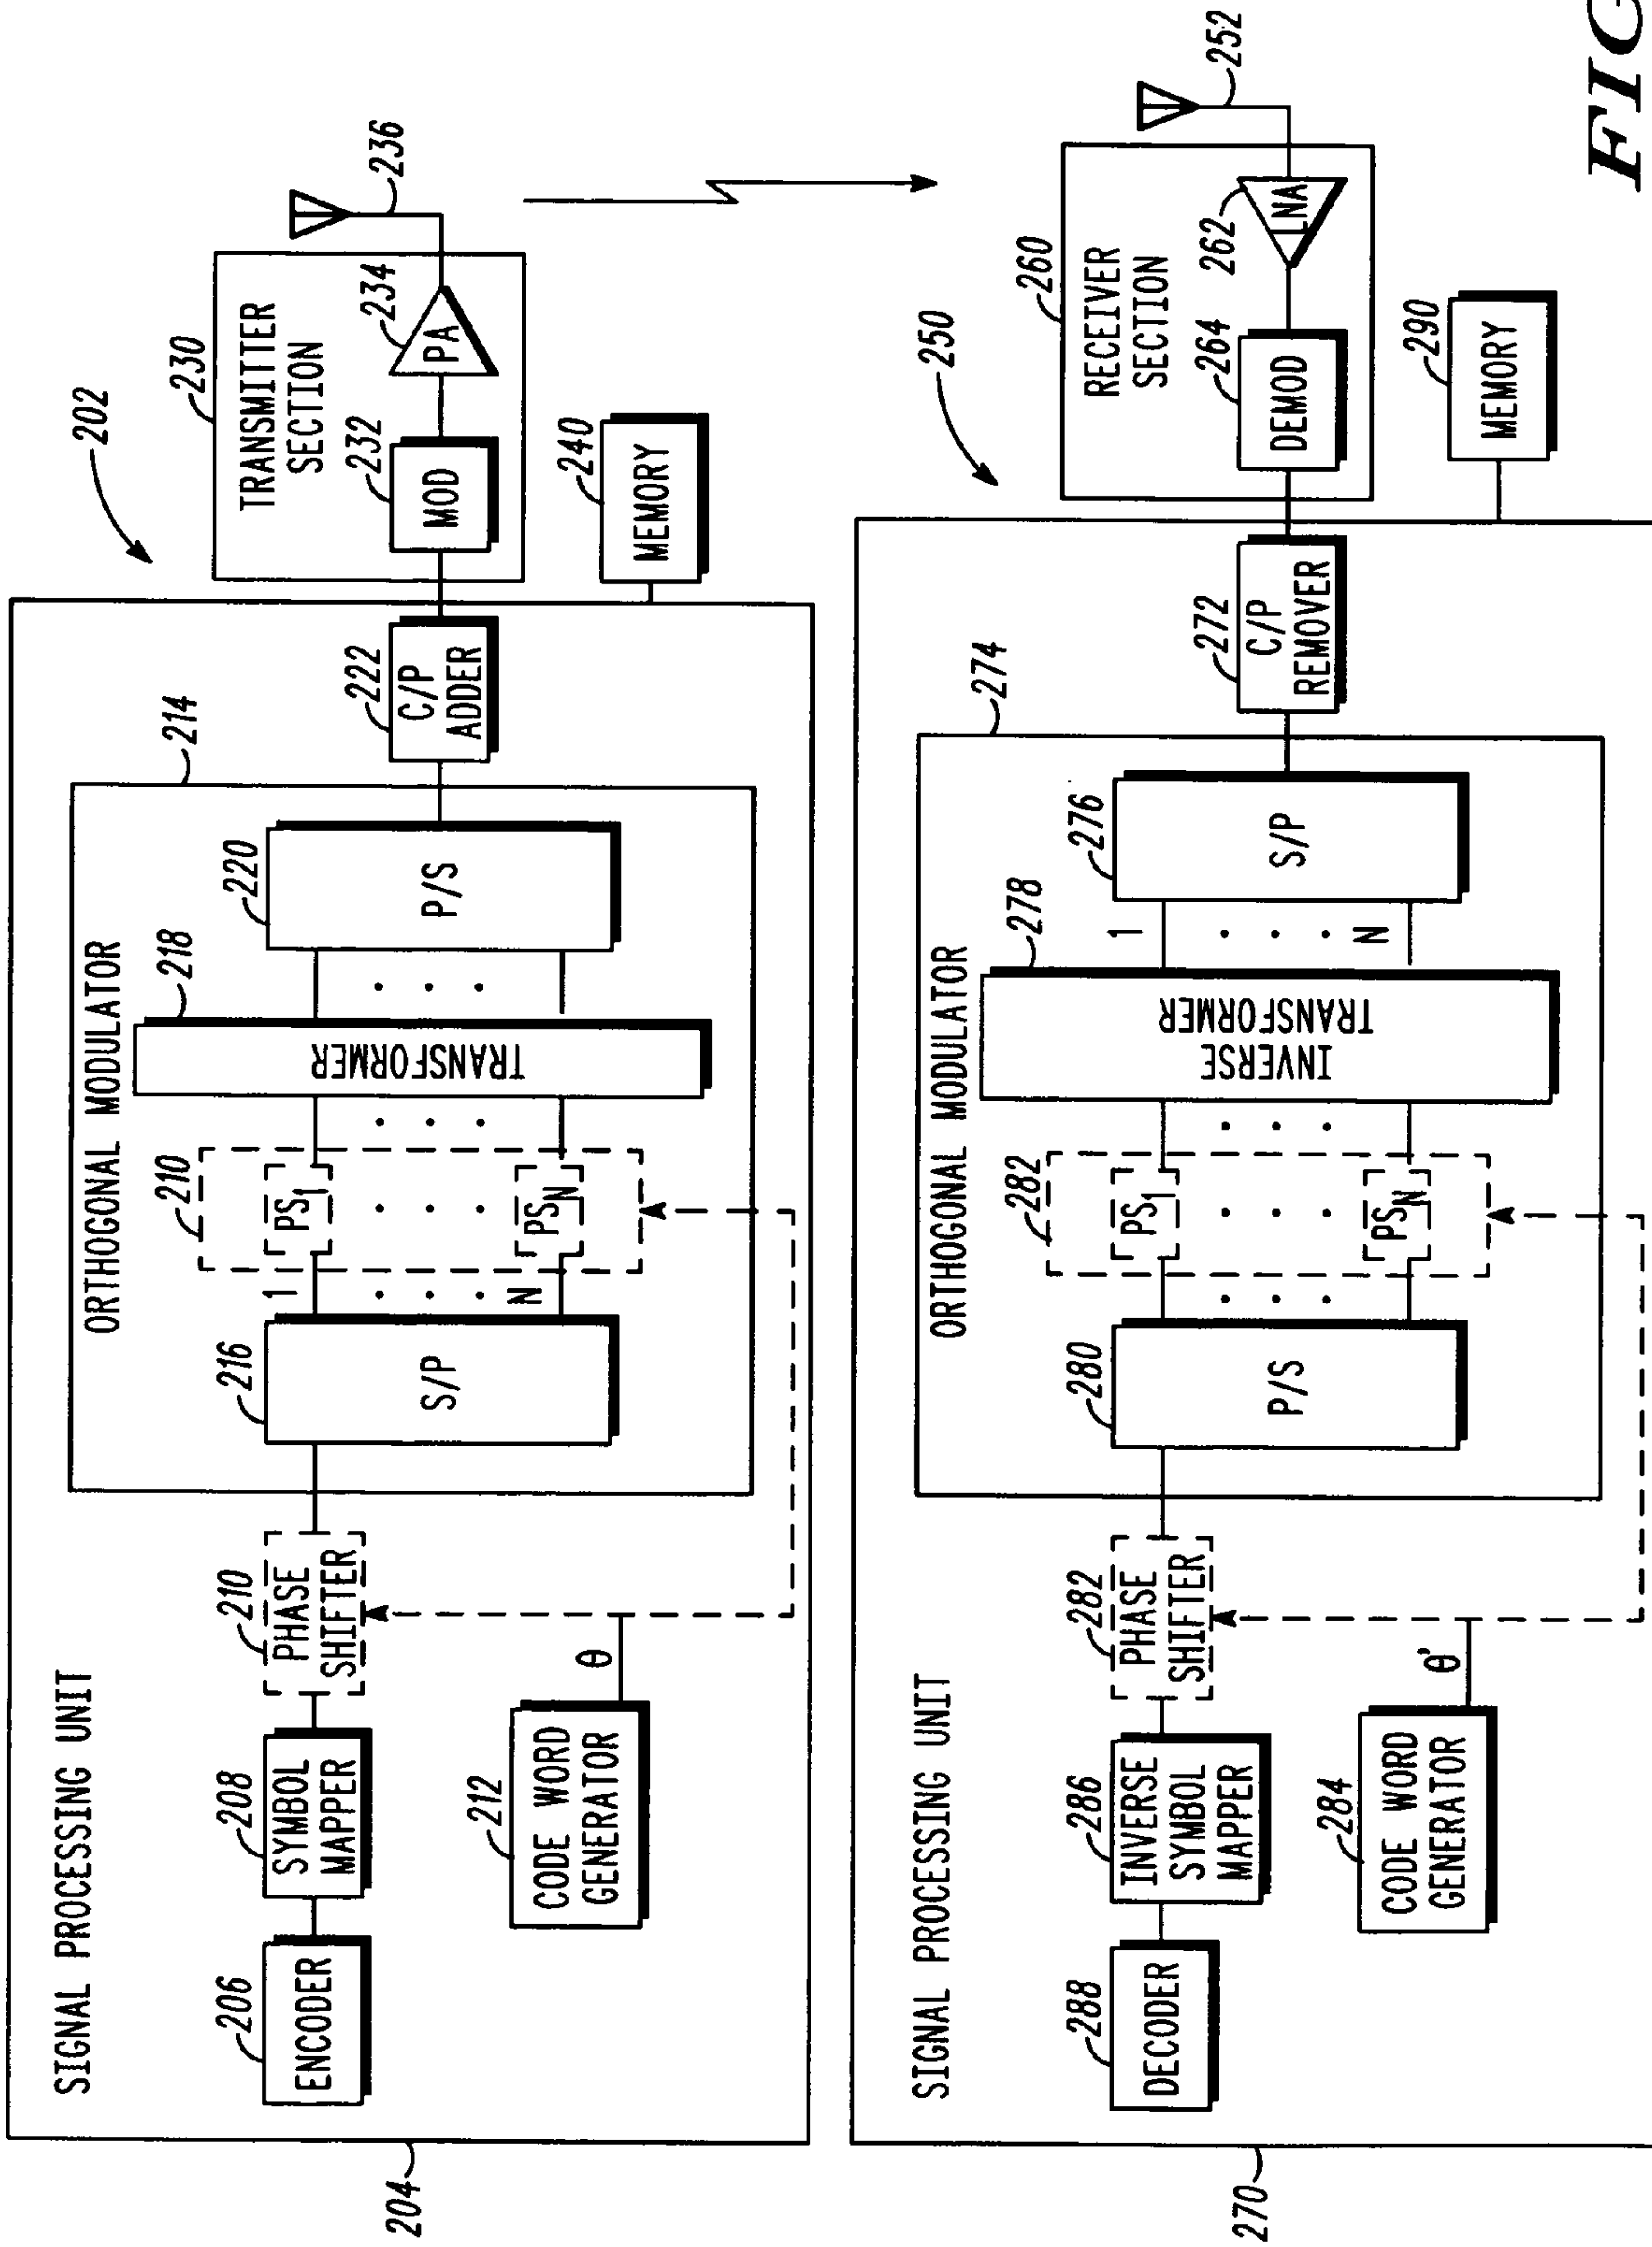 202
SIGNAL PROCESSING UNIT
204
206
ENCODER
208
SYMBOL
MAPPER
210
PHASE
SHIFTER
212
CODE WORD
GENERATOR
θ
ORTHOGONAL MODULATOR
214
216
S/P
1
N
210
PS1
PSN
218
TRANSFORMER
220
P/S
222
C/P
ADDER
230
TRANSMITTER
SECTION
232
MOD
234
PA
236
240
MEMORY
250
SIGNAL PROCESSING UNIT
270
288
DECODER
286
INVERSE
SYMBOL
MAPPER
282
PHASE
SHIFTER
284
CODE WORD
GENERATOR
θ'
ORTHOGONAL MODULATOR
274
280
P/S
282
PS1
PSN
278
INVERSE
TRANSFORMER
1
N
276
S/P
272
C/P
REMOVER
260
RECEIVER
SECTION
264
DEMOD
262
LNA
252
290
MEMORY
FIG